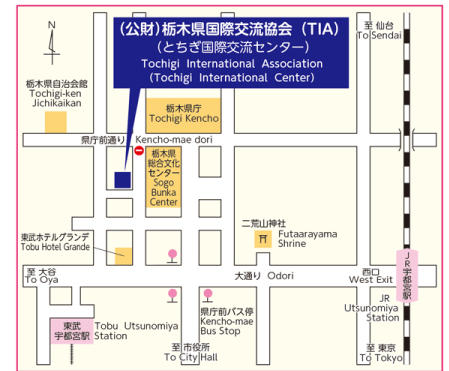 (公財)栃木県国際交流協会(TIA)
(とちぎ国際交流センター)
Tochigi International Association
(Tochigi International Center)
至 仙台
To Sendai
N
栃木県自治会館
Tochigi-ken
Jichikaikan
栃木県庁
Tochigi Kencho
県庁前通り Kencho-mae dori
栃木県
総合文化
センター
Sogo
Bunka
Center
東武ホテルグランデ
Tobu Hotel Grande
二荒山神社
Futaarayama
Shrine
至 大谷
To Oya
大通り Odori
西口
West Exit
JR宇都宮駅
JR
Utsunomiya
Station
東武
宇都宮駅
Tobu Utsunomiya
Station
県庁前バス停
Kencho-mae
Bus Stop
至 市役所
To City Hall
至 東京
To Tokyo